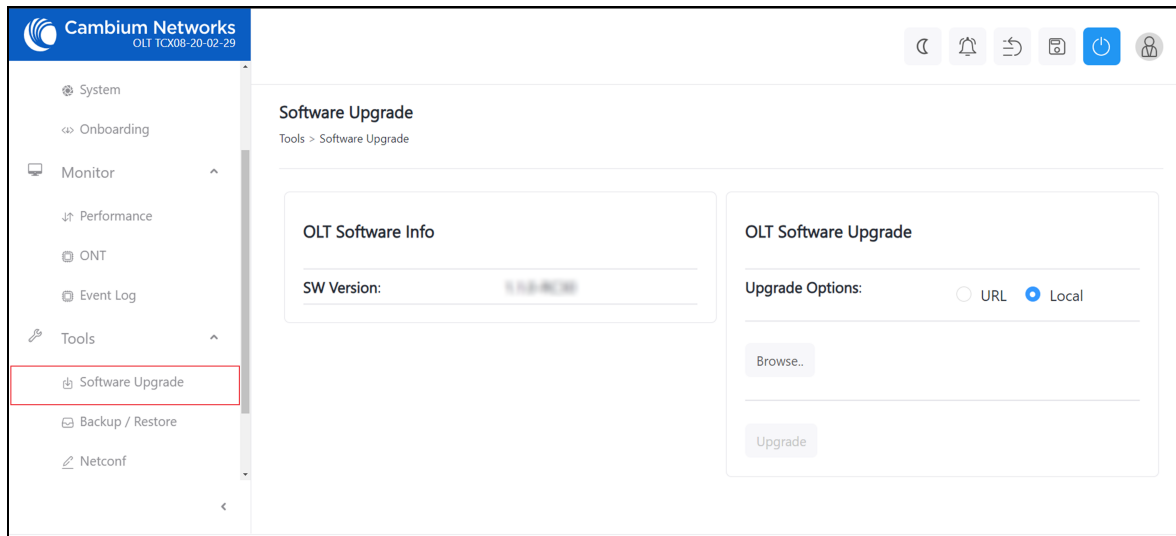 Cambium Networks
OLT TCX08-20-02-29
System
Onboarding
Monitor
Performance
ONT
Event Log
Tools
Software Upgrade
Backup / Restore
Netconf
Software Upgrade
Tools > Software Upgrade
OLT Software Info
SW Version:
OLT Software Upgrade
Upgrade Options:
URL
Local
Browse..
Upgrade